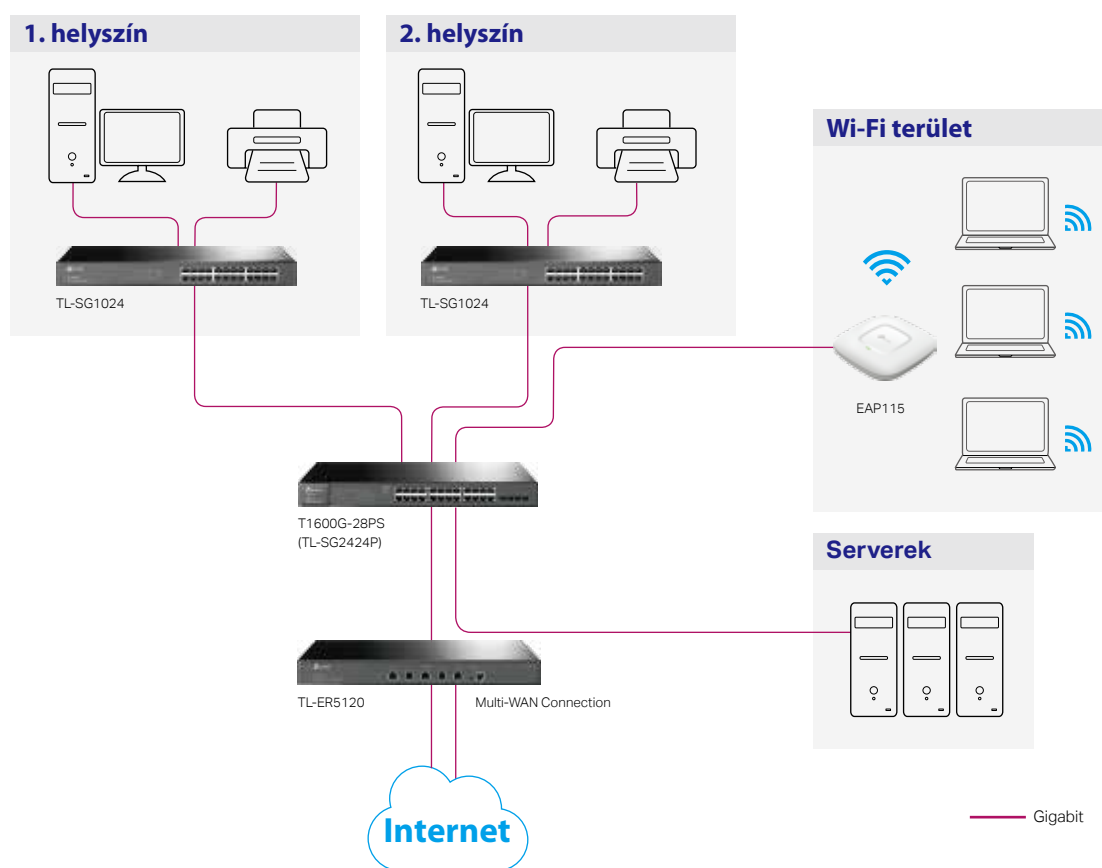 1. helyszín
2. helyszín
TL-SG1024
TL-SG1024
Wi-Fi terület
EAP115
T1600G-28PS
(TL-SG2424P)
Serverek
TL-ER5120
Multi-WAN Connection
Internet
Gigabit